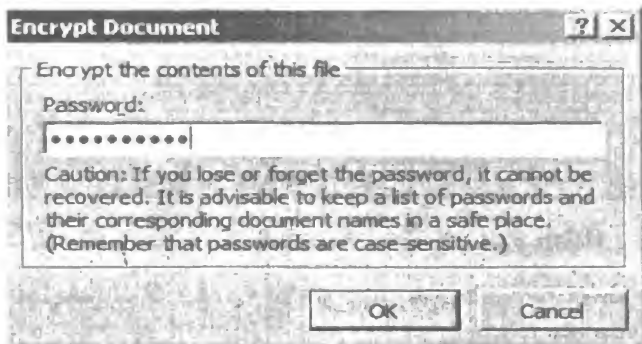 Encrypt Document ? ×
Encrypt the contents of this file
Password:
••••••••••
Caution: If you lose or forget the password, it cannot be
recovered. It is advisable to keep a list of passwords and
their corresponding document names in a safe place.
(Remember that passwords are case-sensitive.)
OK Cancel